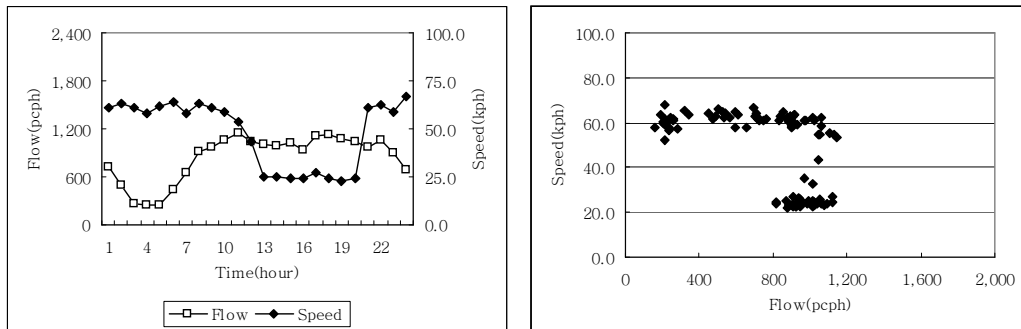 2,400
1,800
1,200
600
0
Flow(pcph)
100.0
75.0
50.0
25.0
0.0
Speed(kph)
1 4 7 10 13 16 19 22
Time(hour)
Flow Speed
100.0
80.0
60.0
40.0
20.0
0.0
Speed(kph)
0 400 800 1,200 1,600 2,000
Flow(pcph)